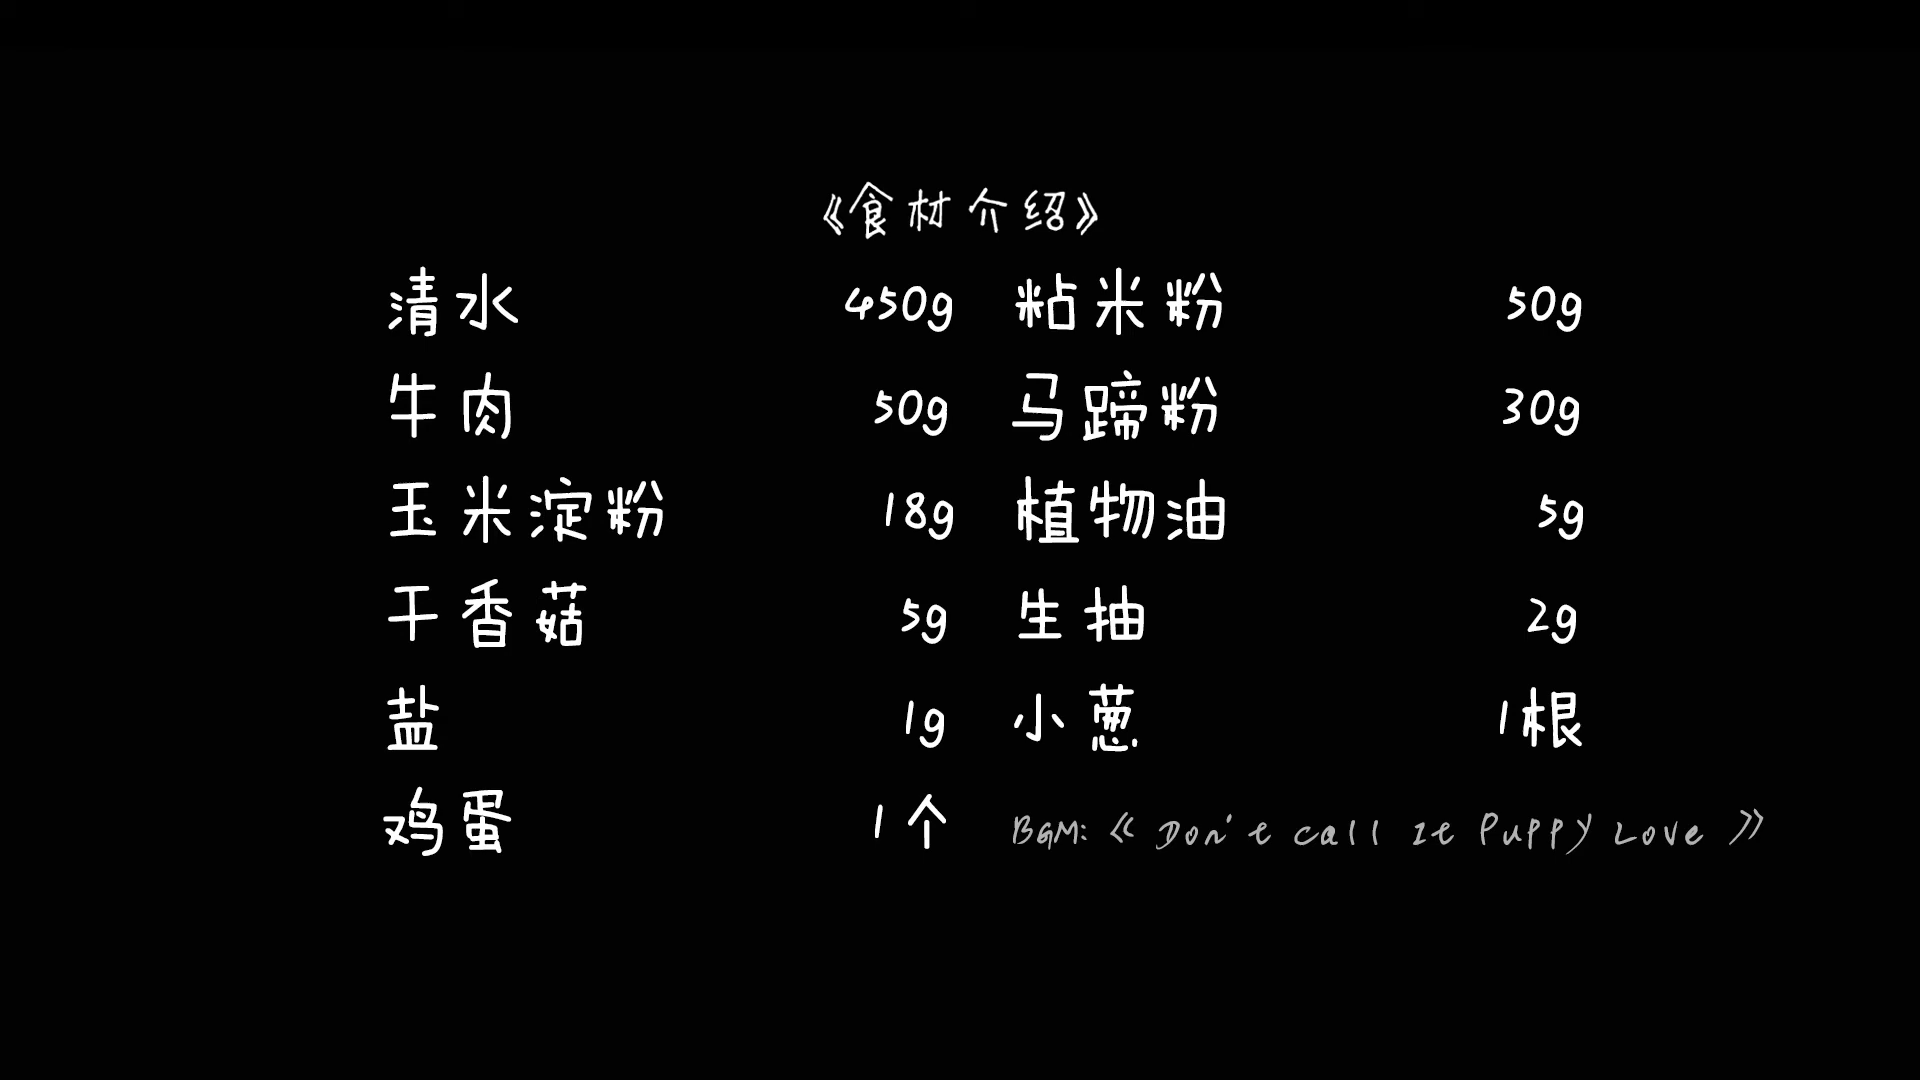 《食材介绍》
清水 450g 粘米粉 50g
牛肉 50g 马蹄粉 30g
玉米淀粉 18g 植物油 5g
干香菇 5g 生抽 2g
盐 1g 小葱 1根
鸡蛋 1个 BGM:《Don't call It Puppy Love》